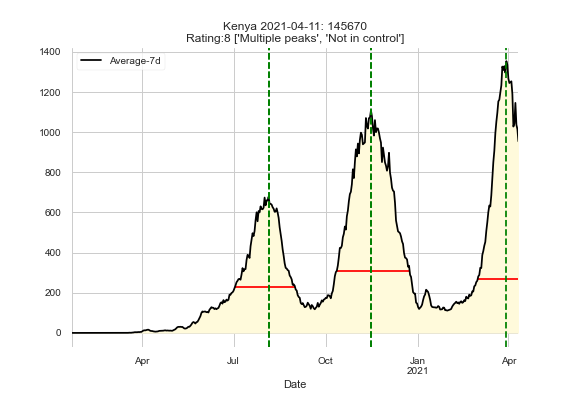 Kenya 2021-04-11: 145670
Rating:8 ['Multiple peaks', 'Not in control']
Average-7d
1400
1200
1000
800
600
400
200
0
Apr
Jul
Oct
Jan
2021
Apr
Date